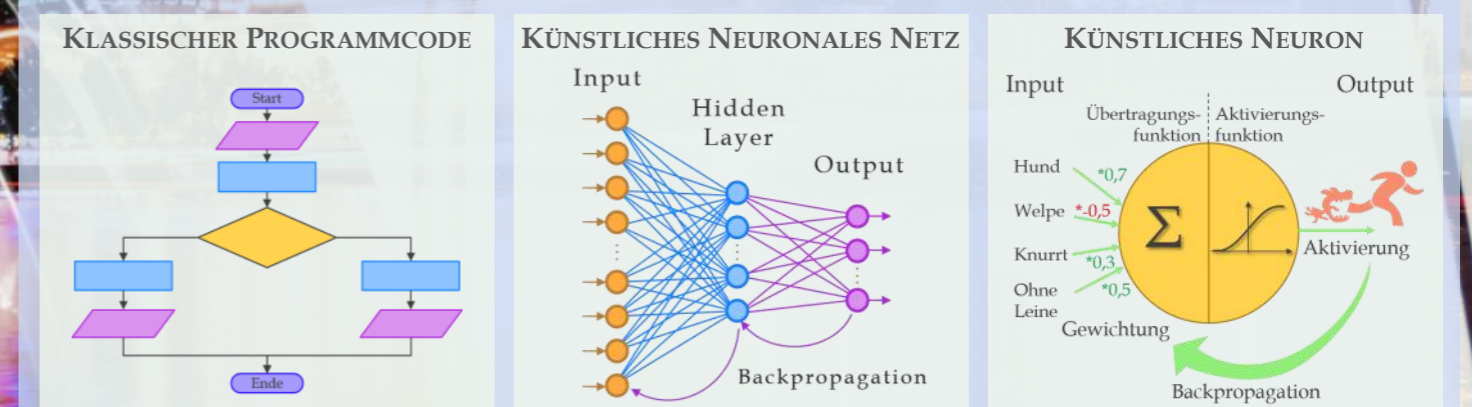 KLASSISCHER PROGRAMMCODE
Start
Ende
KÜNSTLICHES NEURONALES NETZ
Input
Hidden
Layer
Output
Backpropagation
KÜNSTLICHES NEURON
Input
Output
Übertragungs-
funktion
Aktivierungs-
funktion
Hund
*0,7
Welpe
*-0,5
Knurrt
*0,3
Ohne
Leine
*0,5
Gewichtung
Σ
Aktivierung
Backpropagation